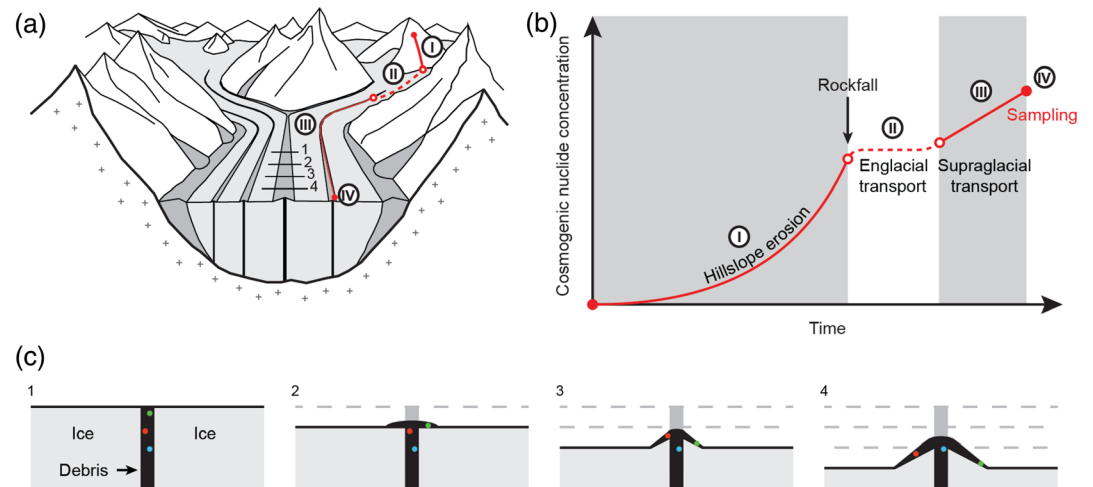 (a)
I
II
III
1
2
3
4
IV
(b)
Cosmogenic nuclide concentration
Rockfall
I
Hillslope erosion
II
Englacial
transport
III
Supraglacial
transport
IV
Sampling
Time
(c)
1
Ice
Ice
Debris
2
3
4